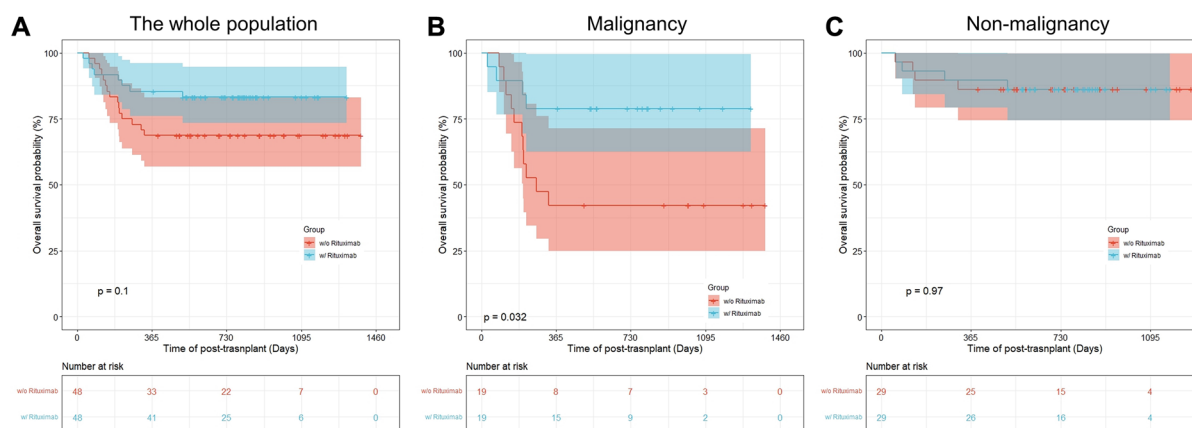 A The whole population
100
75
50
25
0
Overall survival probability (%)
Group
w/o Rituximab
w/ Rituximab
p = 0.1
0 365 730 1095 1460
Time of post-trasnplant (Days)
Number at risk
w/o Rituximab 48 33 22 7 0
w/ Rituximab 48 41 25 6 0
B Malignancy
100
75
50
25
0
Overall survival probability (%)
Group
w/o Rituximab
w/ Rituximab
p = 0.032
0 365 730 1095 1460
Time of post-trasnplant (Days)
Number at risk
w/o Rituximab 19 8 7 3 0
w/ Rituximab 19 15 9 2 0
C Non-malignancy
100
75
50
25
0
Overall survival probability (%)
Group
w/o Rituximab
w/ Rituximab
p = 0.97
0 365 730 1095
Time of post-trasnplant (Days)
Number at risk
w/o Rituximab 29 25 15 4
w/ Rituximab 29 26 16 4